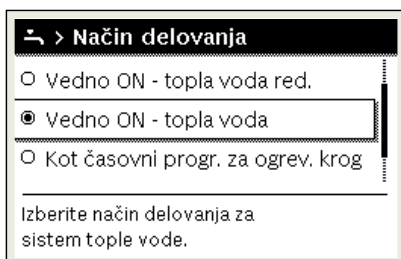 > Način delovanja
Vedno ON - topla voda red.
Vedno ON - topla voda
Kot časovni progr. za ogrev. krog
Izberite način delovanja za
sistem tople vode.